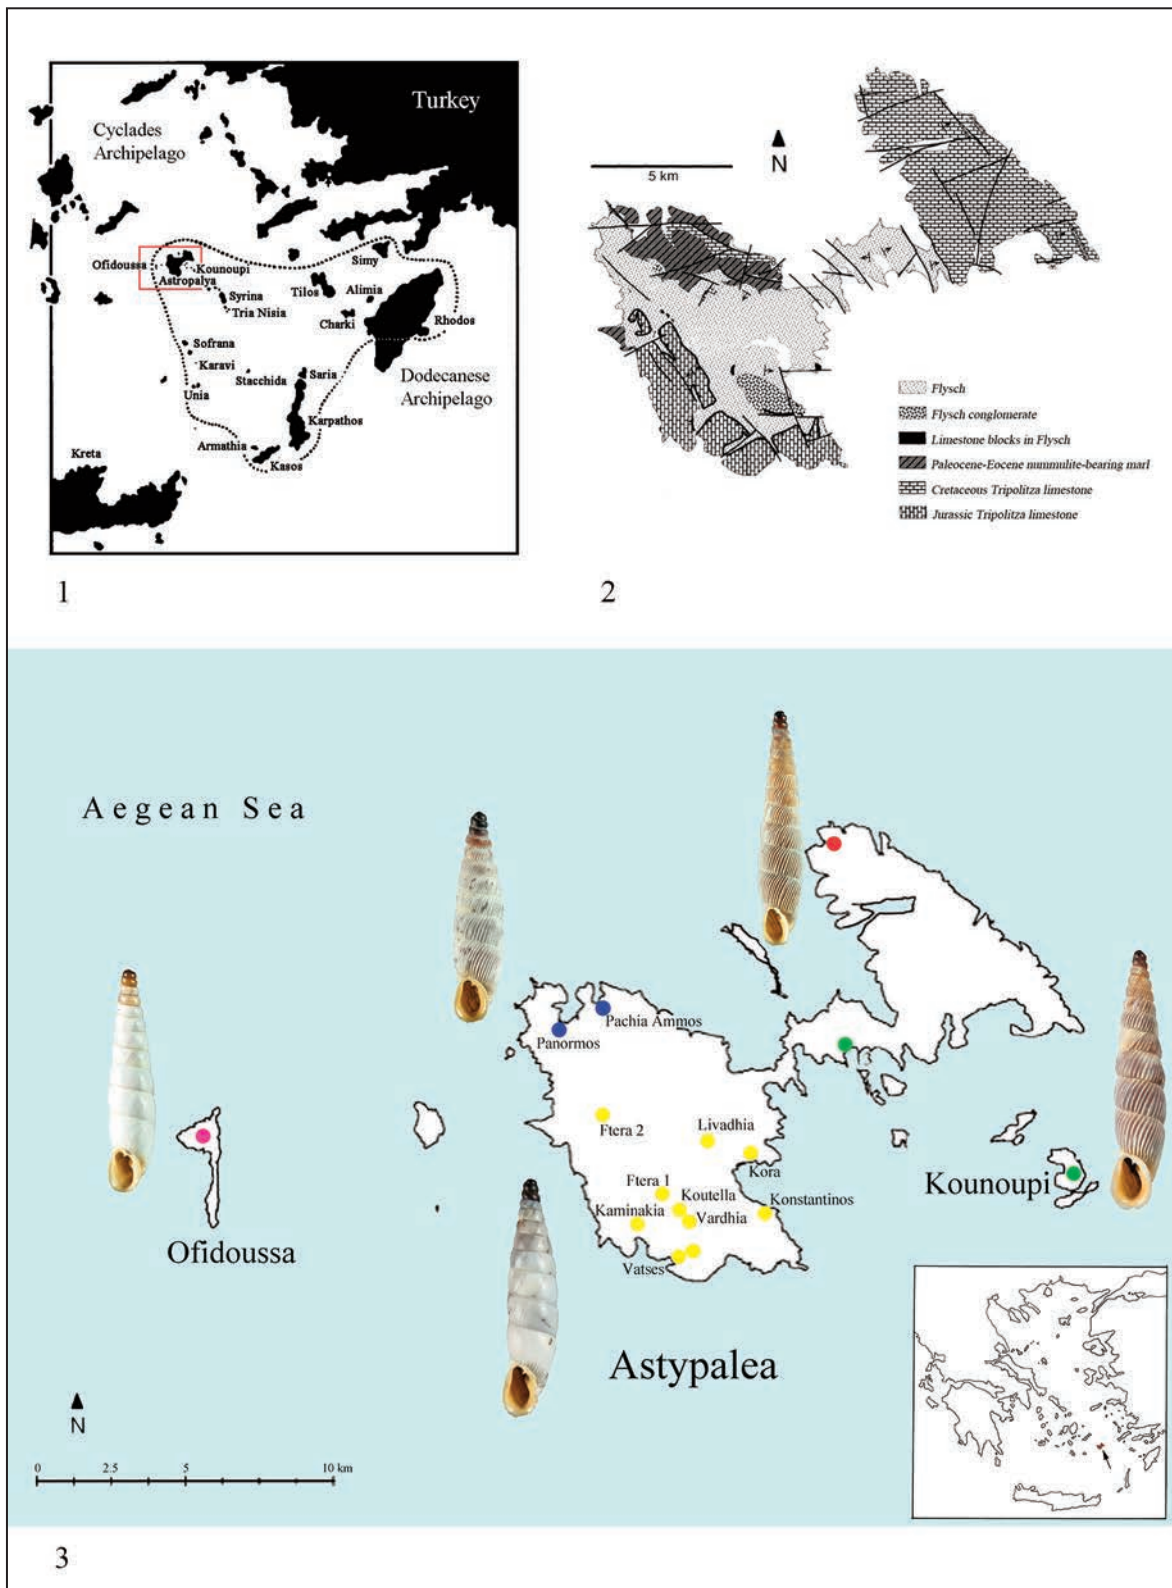 Turkey
Cyclades
Archipelago
Ofidoussa
Kounoupi
Astropalya
Simy
Syrina
Tilos
Alimia
Tria Nisia
Charki
Rhodos
Sofrana
Karavi
Stacchida
Saria
Unia
Dodecanese
Archipelago
Karpathos
Armathia
Kasos
Kreta
1
N
5 km
Flysch
Flysch conglomerate
Limestone blocks in Flysch
Paleocene-Eocene nummulite-bearing marl
Cretaceous Tripolitza limestone
Jurassic Tripolitza limestone
2
Aegean Sea
Pachia Ammos
Panormos
Ftera 2
Livadhia
Kora
Ftera 1
Koutella
Konstantinos
Kaminakia
Vardhia
Vatses
Kounoupi
Ofidoussa
Astypalea
N
0 2.5 5 10 km
3